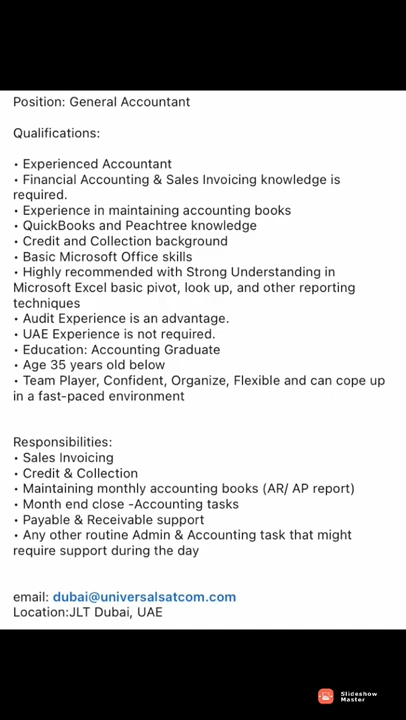 Position: General Accountant
Qualifications:
• Experienced Accountant
• Financial Accounting & Sales Invoicing knowledge is
required.
• Experience in maintaining accounting books
• QuickBooks and Peachtree knowledge
• Credit and Collection background
• Basic Microsoft Office skills
• Highly recommended with Strong Understanding in
Microsoft Excel basic pivot, look up, and other reporting
techniques
• Audit Experience is an advantage.
• UAE Experience is not required.
• Education: Accounting Graduate
• Age 35 years old below
• Team Player, Confident, Organize, Flexible and can cope up
in a fast-paced environment
Responsibilities:
• Sales Invoicing
• Credit & Collection
• Maintaining monthly accounting books (AR/ AP report)
• Month end close -Accounting tasks
• Payable & Receivable support
• Any other routine Admin & Accounting task that might
require support during the day
email: dubai@universalsatcom.com
Location:JLT Dubai, UAE
Slideshow
Master